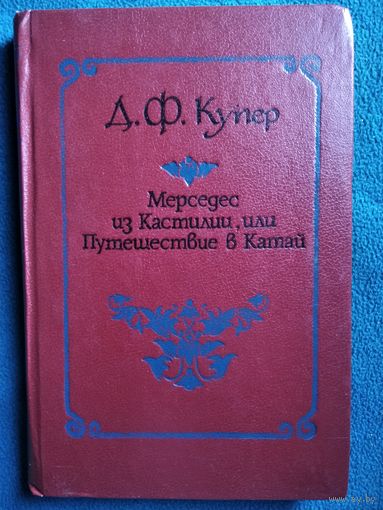 Д. Ф. Купер
Мерседес
из Кастилии, или
Путешествие в Катай